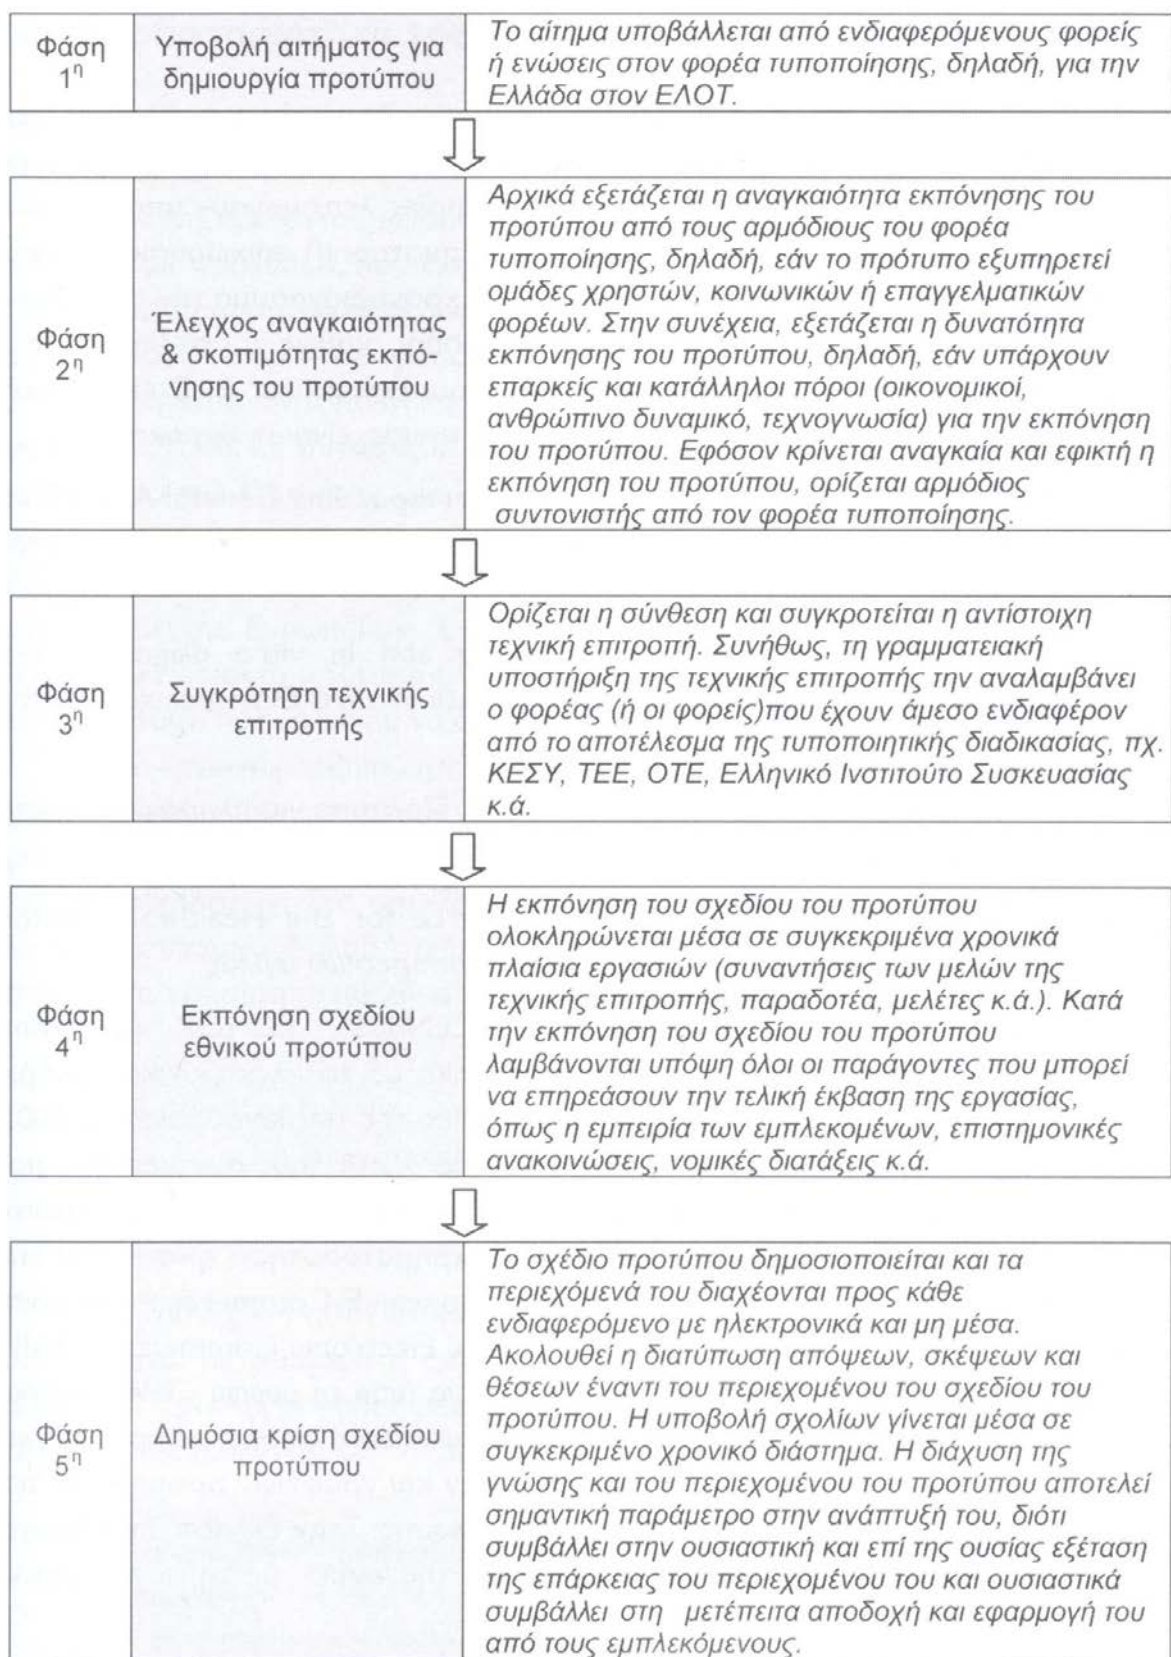 Φάση
1η
Υποβολή αιτήματος για
δημιουργία προτύπου
Το αίτημα υποβάλλεται από ενδιαφερόμενους φορείς
ή ενώσεις στον φορέα τυποποίησης, δηλαδή, για την
Ελλάδα στον ΕΛΟΤ.
Φάση
2η
Έλεγχος αναγκαιότητας
& σκοπιμότητας εκπό-
νησης του προτύπου
Αρχικά εξετάζεται η αναγκαιότητα εκπόνησης του
προτύπου από τους αρμόδιους του φορέα
τυποποίησης, δηλαδή, εάν το πρότυπο εξυπηρετεί
ομάδες χρηστών, κοινωνικών ή επαγγελματικών
φορέων. Στην συνέχεια, εξετάζεται η δυνατότητα
εκπόνησης του προτύπου, δηλαδή, εάν υπάρχουν
επαρκείς και κατάλληλοι πόροι (οικονομικοί,
ανθρώπινο δυναμικό, τεχνογνωσία) για την εκπόνηση
του προτύπου. Εφόσον κρίνεται αναγκαία και εφικτή η
εκπόνηση του προτύπου, ορίζεται αρμόδιος
συντονιστής από τον φορέα τυποποίησης.
Φάση
3η
Συγκρότηση τεχνικής
επιτροπής
Ορίζεται η σύνθεση και συγκροτείται η αντίστοιχη
τεχνική επιτροπή. Συνήθως, τη γραμματειακή
υποστήριξη της τεχνικής επιτροπής την αναλαμβάνει
ο φορέας (ή οι φορείς)που έχουν άμεσο ενδιαφέρον
από το αποτέλεσμα της τυποποιητικής διαδικασίας, πχ.
ΚΕΣΥ, ΤΕΕ, ΟΤΕ, Ελληνικό Ινστιτούτο Συσκευασίας
κ.ά.
Φάση
4η
Εκπόνηση σχεδίου
εθνικού προτύπου
Η εκπόνηση του σχεδίου του προτύπου
ολοκληρώνεται μέσα σε συγκεκριμένα χρονικά
πλαίσια εργασιών (συναντήσεις των μελών της
τεχνικής επιτροπής, παραδοτέα, μελέτες κ.ά.). Κατά
την εκπόνηση του σχεδίου του προτύπου
λαμβάνονται υπόψη όλοι οι παράγοντες που μπορεί
να επηρεάσουν την τελική έκβαση της εργασίας,
όπως η εμπειρία των εμπλεκομένων, επιστημονικές
ανακοινώσεις, νομικές διατάξεις κ.ά.
Φάση
5η
Δημόσια κρίση σχεδίου
προτύπου
Το σχέδιο προτύπου δημοσιοποιείται και τα
περιεχόμενά του διαχέονται προς κάθε
ενδιαφερόμενο με ηλεκτρονικά και μη μέσα.
Ακολουθεί η διατύπωση απόψεων, σκέψεων και
θέσεων έναντι του περιεχομένου του σχεδίου του
προτύπου. Η υποβολή σχολίων γίνεται μέσα σε
συγκεκριμένο χρονικό διάστημα. Η διάχυση της
γνώσης και του περιεχομένου του προτύπου αποτελεί
σημαντική παράμετρο στην ανάπτυξή του, διότι
συμβάλλει στην ουσιαστική και επί της ουσίας εξέταση
της επάρκειας του περιεχομένου του και ουσιαστικά
συμβάλλει στη μετέπειτα αποδοχή και εφαρμογή του
από τους εμπλεκόμενους.